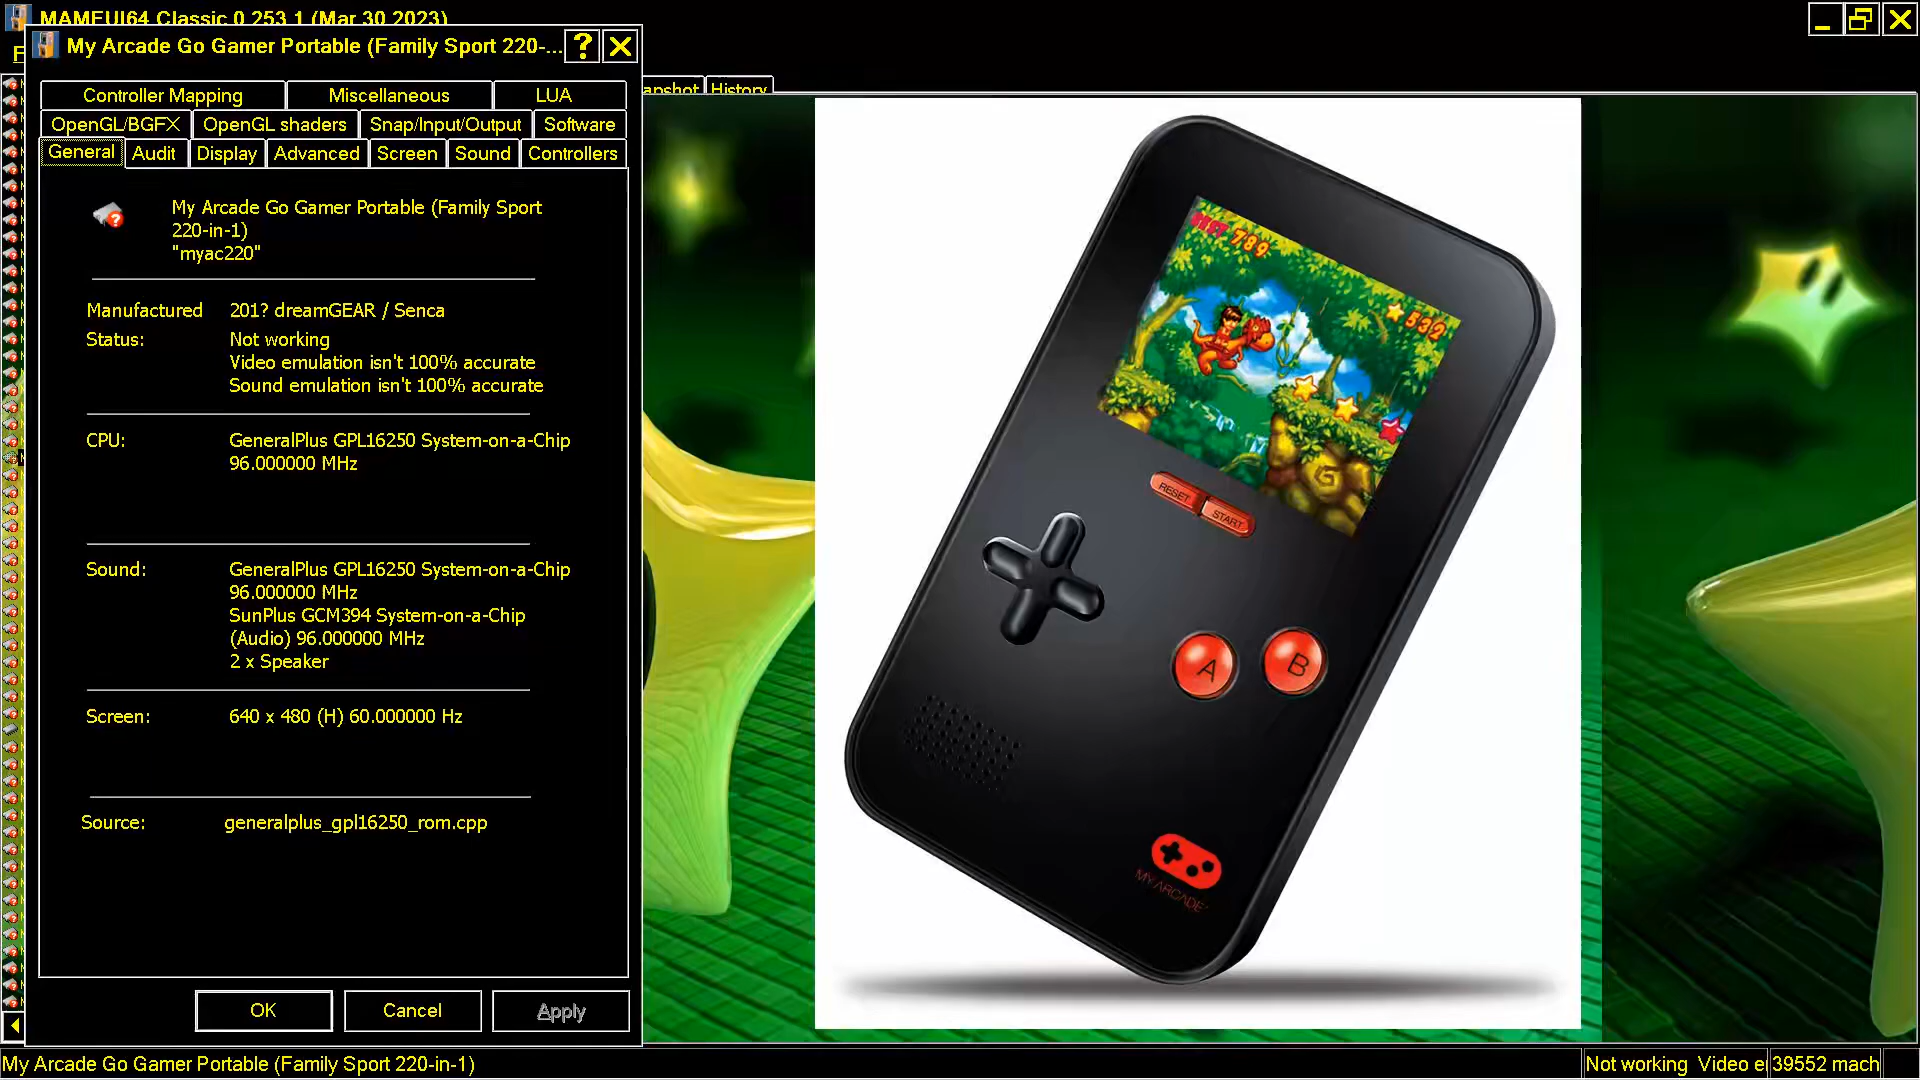 MAMEUI64 Classic 0.253.1 (Mar 30 2023)
My Arcade Go Gamer Portable (Family Sport 220-...
?
Controller Mapping
Miscellaneous
LUA
OpenGL/BGFX
OpenGL shaders
Snap/Input/Output
Software
General
Audit
Display
Advanced
Screen
Sound
Controllers
apshot
History
My Arcade Go Gamer Portable (Family Sport
220-in-1)
"myac220"
Manufactured
201? dreamGEAR / Senca
Status:
Not working
Video emulation isn't 100% accurate
Sound emulation isn't 100% accurate
CPU:
GeneralPlus GPL16250 System-on-a-Chip
96.000000 MHz
Sound:
GeneralPlus GPL16250 System-on-a-Chip
96.000000 MHz
SunPlus GCM394 System-on-a-Chip
(Audio) 96.000000 MHz
2 x Speaker
Screen:
640 x 480 (H) 60.000000 Hz
Source:
generalplus_gpl16250_rom.cpp
OK
Cancel
Apply
789
532
RESET
START
A
B
MY ARCADE
My Arcade Go Gamer Portable (Family Sport 220-in-1)
Not working Video e
39552 mach